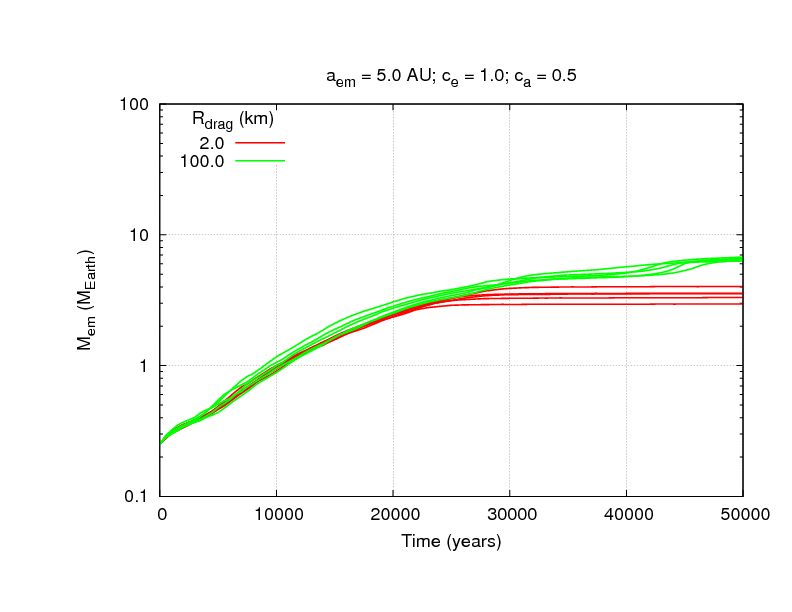 a_em = 5.0 AU; c_e = 1.0; c_a = 0.5
R_drag (km)
2.0
100.0
M_em (M_Earth)
100
10
1
0.1
0 10000 20000 30000 40000 50000
Time (years)